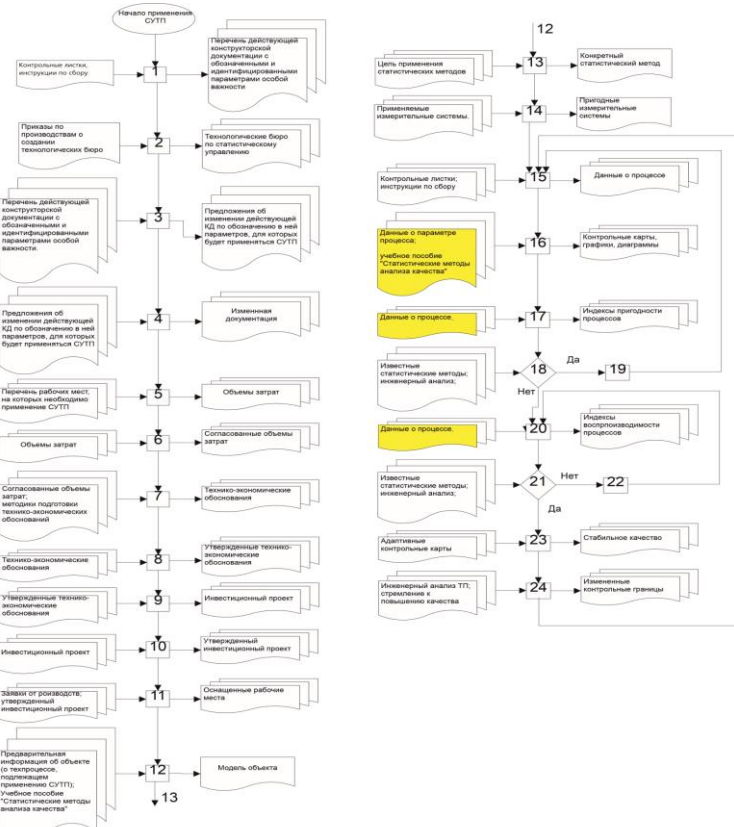 Начало применения
СУТП
Контрольные листки,
инструкции по сбору
1
Перечень действующей
конструкторской
документации с
обозначенными и
идентифицированными
параметрами особой
важности
Приказы по
производствам о
создании
технологических бюро
2
Технологические бюро
по статистическому
управлению
Перечень действующей
конструкторской
документации с
обозначенными и
идентифицированными
параметрами особой
важности.
3
Предложения об
изменении действующей
КД по обозначению в ней
параметров, для которых
будет применяться СУТП
Предложения об
изменении действующей
КД по обозначению в ней
параметров, для которых
будет применяться СУТП
4
Изменнная
документация
Перечень рабочих мест,
на которых необходимо
применение СУТП
5
Объемы затрат
Объемы затрат
6
Согласованные объемы
затрат
Согласованные объемы
затрат;
методики подготовки
технико-экономических
обоснований
7
Технико-экономические
обоснования
Технико-экономические
обоснования
8
Утвержденные технико-
экономические
обоснования
Утвержденные технико-
экономические
обоснования
9
Инвестиционный проект
Инвестиционный проект
10
Утвержденный
инвестиционный проект
Заявки от роизводств;
утвержденный
инвестиционный проект
11
Оснащенные рабочие
места
Предварительная
информация об объекте
(о техпроцессе,
подлежащем
применению СУТП);
Учебное пособие
"Статистические методы
анализа качества"
12
Модель объекта
13
12
Цель применения
статистических методов
13
Конкретный
статистический метод
Применяемые
измерительные системы.
14
Пригодные
измерительные
системы
Контрольные листки;
инструкции по сбору
15
Данные о процессе
Данные о параметре
процесса;
учебное пособие
"Статистические методы
анализа качества"
16
Контрольные карты,
графики, диаграммы
Данные о процессе.
17
Индексы пригодности
процессов
Известные
статистические методы;
инженерный анализ;
18
Да
19
Нет
Данные о процессе.
20
Индексы
воспроизводимости
процессов
Известные
статистические методы;
инженерный анализ;
21
Нет
22
Да
Адаптивные
контрольные карты
23
Стабильное качество
Инженерный анализ ТП;
стремление к
повышению качества
24
Измененные
контрольные границы